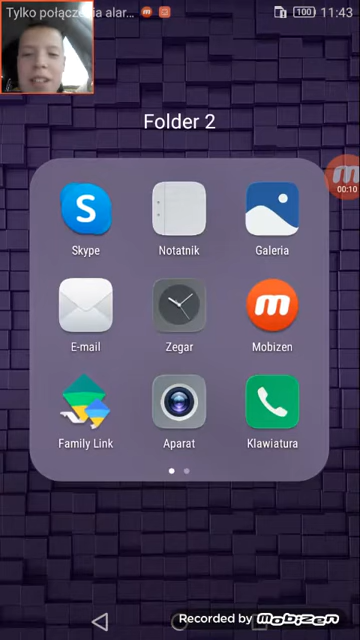 Tylko połączenia alar...
100
11:43
Folder 2
00:10
S
Skype
Notatnik
Galeria
m
E-mail
Zegar
Mobizen
Family Link
Aparat
Klawiatura
Recorded by mobizen